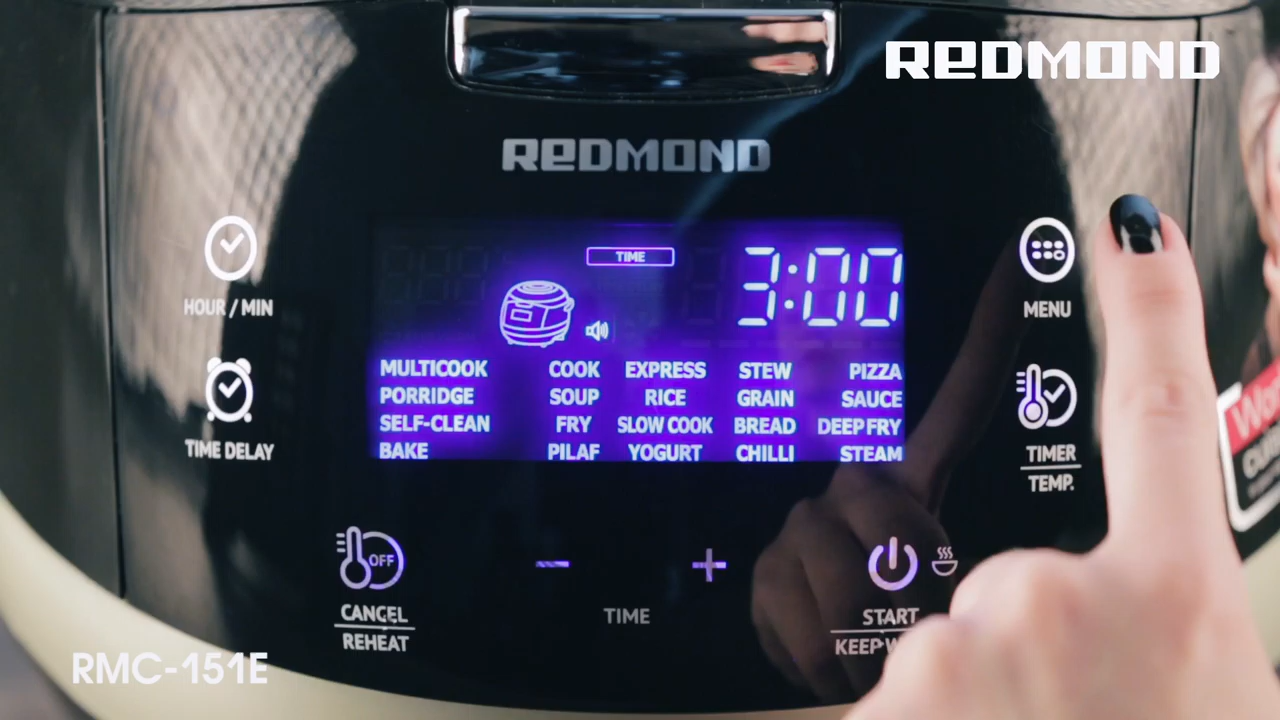 REDMOND
REDMOND
TIME
3:00
HOUR / MIN
MENU
MULTICOOK COOK EXPRESS STEW PIZZA
PORRIDGE SOUP RICE GRAIN SAUCE
SELF-CLEAN FRY SLOW COOK BREAD DEEP FRY
BAKE PILAF YOGURT CHILLI STEAM
TIME DELAY
TIMER
TEMP.
OFF
CANCEL
REHEAT
TIME
START
KEEP
RMC-151E